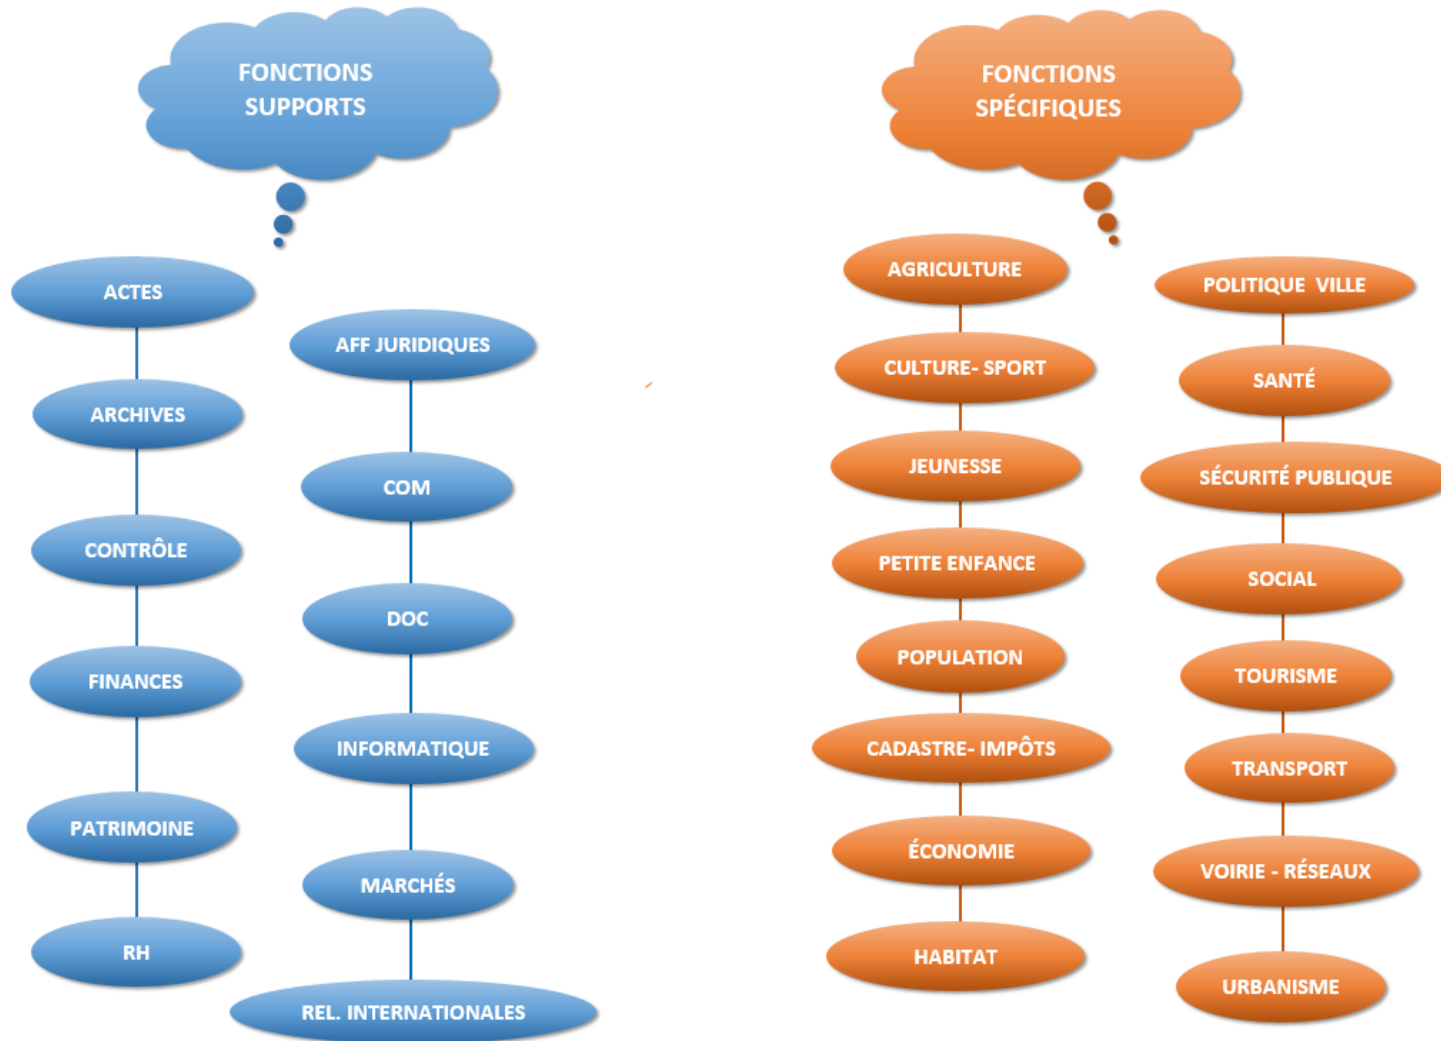 FONCTIONS
SUPPORTS
ACTES
ARCHIVES
CONTRÔLE
FINANCES
PATRIMOINE
RH
AFF JURIDIQUES
COM
DOC
INFORMATIQUE
MARCHÉS
REL. INTERNATIONALES
FONCTIONS
SPÉCIFIQUES
AGRICULTURE
CULTURE- SPORT
JEUNESSE
PETITE ENFANCE
POPULATION
CADASTRE- IMPÔTS
ÉCONOMIE
HABITAT
POLITIQUE  VILLE
SANTÉ
SÉCURITÉ PUBLIQUE
SOCIAL
TOURISME
TRANSPORT
VOIRIE - RÉSEAUX
URBANISME